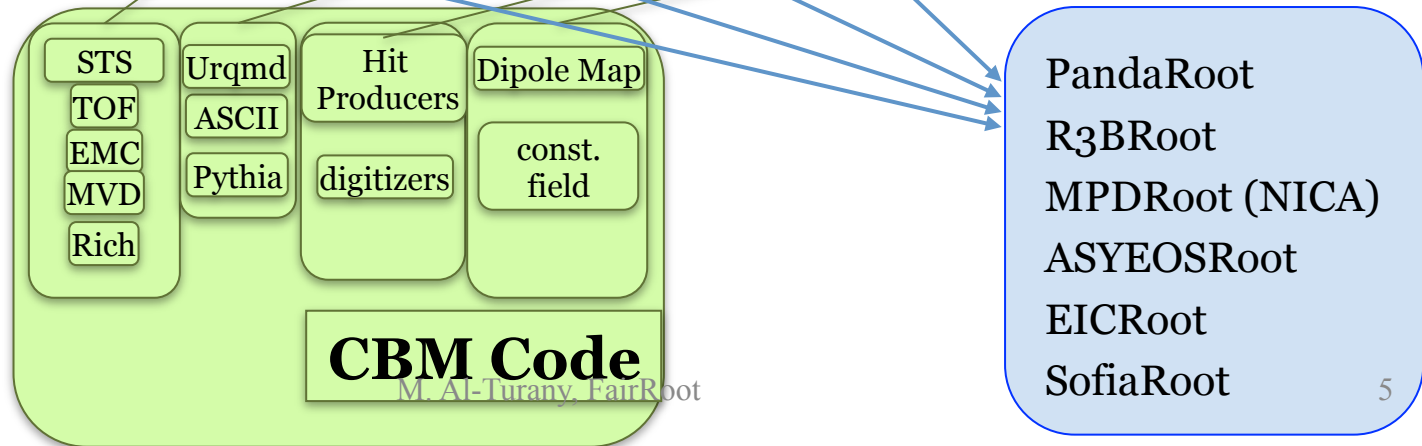 STS
TOF
EMC
MVD
Rich
Urqmd
ASCII
Pythia
Hit
Producers
digitizers
Dipole Map
const.
field
CBM Code
M. Al-Turany, FairRoot
PandaRoot
R3BRoot
MPDRoot (NICA)
ASYEOSRoot
EICRoot
SofiaRoot
5